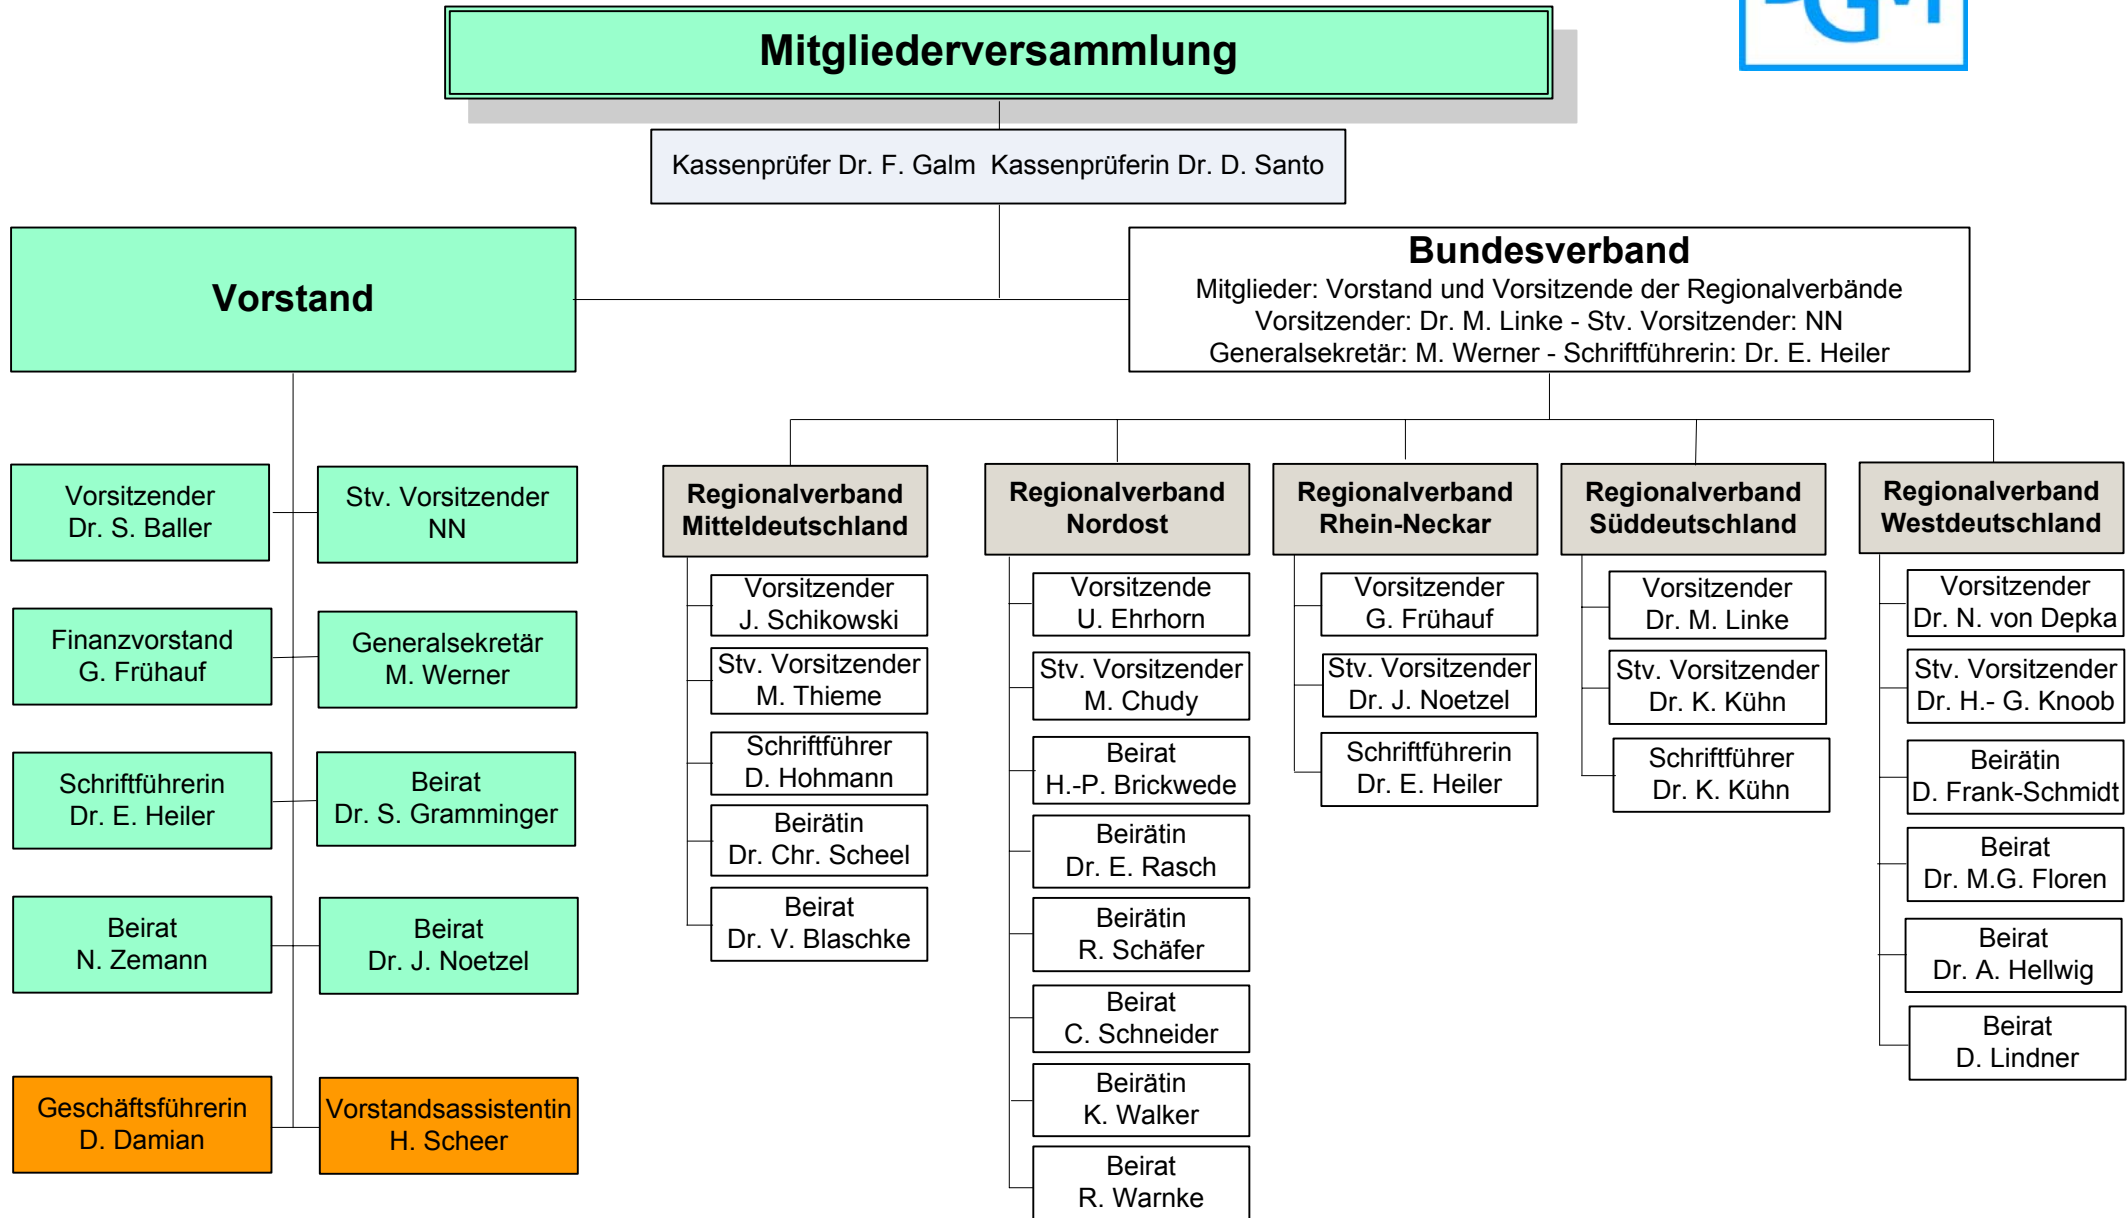 Mitgliederversammlung
Kassenprüfer Dr. F. Galm  Kassenprüferin Dr. D. Santo
Vorstand
Bundesverband
Mitglieder: Vorstand und Vorsitzende der Regionalverbände
Vorsitzender: Dr. M. Linke - Stv. Vorsitzender: NN
Generalsekretär: M. Werner - Schriftführerin: Dr. E. Heiler
Vorsitzender
Dr. S. Baller
Stv. Vorsitzender
NN
Finanzvorstand
G. Frühauf
Generalsekretär
M. Werner
Schriftführerin
Dr. E. Heiler
Beirat
Dr. S. Gramminger
Beirat
N. Zemann
Beirat
Dr. J. Noetzel
Geschäftsführerin
D. Damian
Vorstandsassistentin
H. Scheer
Regionalverband
Mitteldeutschland
Vorsitzender
J. Schikowski
Stv. Vorsitzender
M. Thieme
Schriftführer
D. Hohmann
Beirätin
Dr. Chr. Scheel
Beirat
Dr. V. Blaschke
Regionalverband
Nordost
Vorsitzende
U. Ehrhorn
Stv. Vorsitzender
M. Chudy
Beirat
H.-P. Brickwede
Beirätin
Dr. E. Rasch
Beirätin
R. Schäfer
Beirat
C. Schneider
Beirätin
K. Walker
Beirat
R. Warnke
Regionalverband
Rhein-Neckar
Vorsitzender
G. Frühauf
Stv. Vorsitzender
Dr. J. Noetzel
Schriftführerin
Dr. E. Heiler
Regionalverband
Süddeutschland
Vorsitzender
Dr. M. Linke
Stv. Vorsitzender
Dr. K. Kühn
Schriftführer
Dr. K. Kühn
Regionalverband
Westdeutschland
Vorsitzender
Dr. N. von Depka
Stv. Vorsitzender
Dr. H.- G. Knoob
Beirätin
D. Frank-Schmidt
Beirat
Dr. M.G. Floren
Beirat
Dr. A. Hellwig
Beirat
D. Lindner